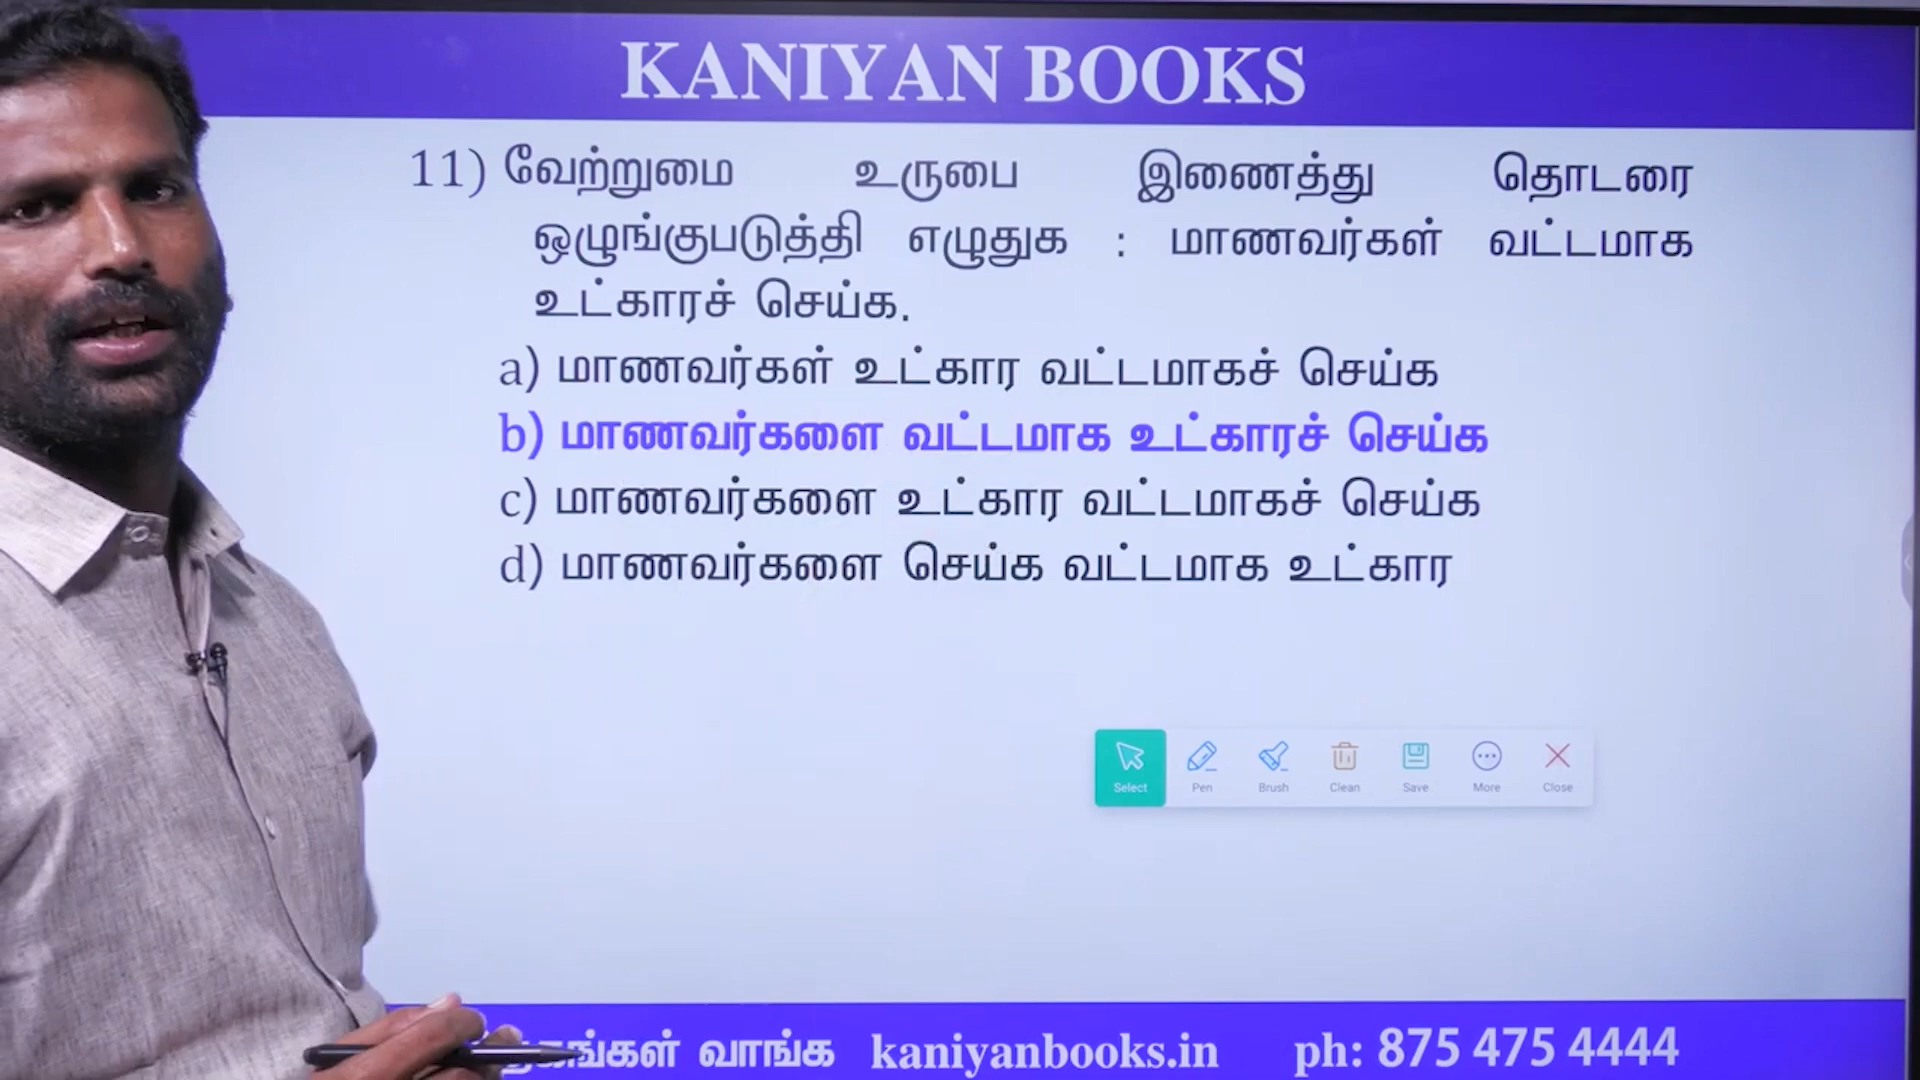 KANIYAN BOOKS
11) வேற்றுமை உருபை இணைத்து தொடரை
ஒழுங்குபடுத்தி எழுதுக : மாணவர்கள் வட்டமாக
உட்காரச் செய்க.
a) மாணவர்கள் உட்கார வட்டமாகச் செய்க
b) மாணவர்களை வட்டமாக உட்காரச் செய்க
c) மாணவர்களை உட்கார வட்டமாகச் செய்க
d) மாணவர்களை செய்க வட்டமாக உட்கார
Select Pen Brush Clean Save More Close
வாங்க kaniyanbooks.in ph: 875 475 4444